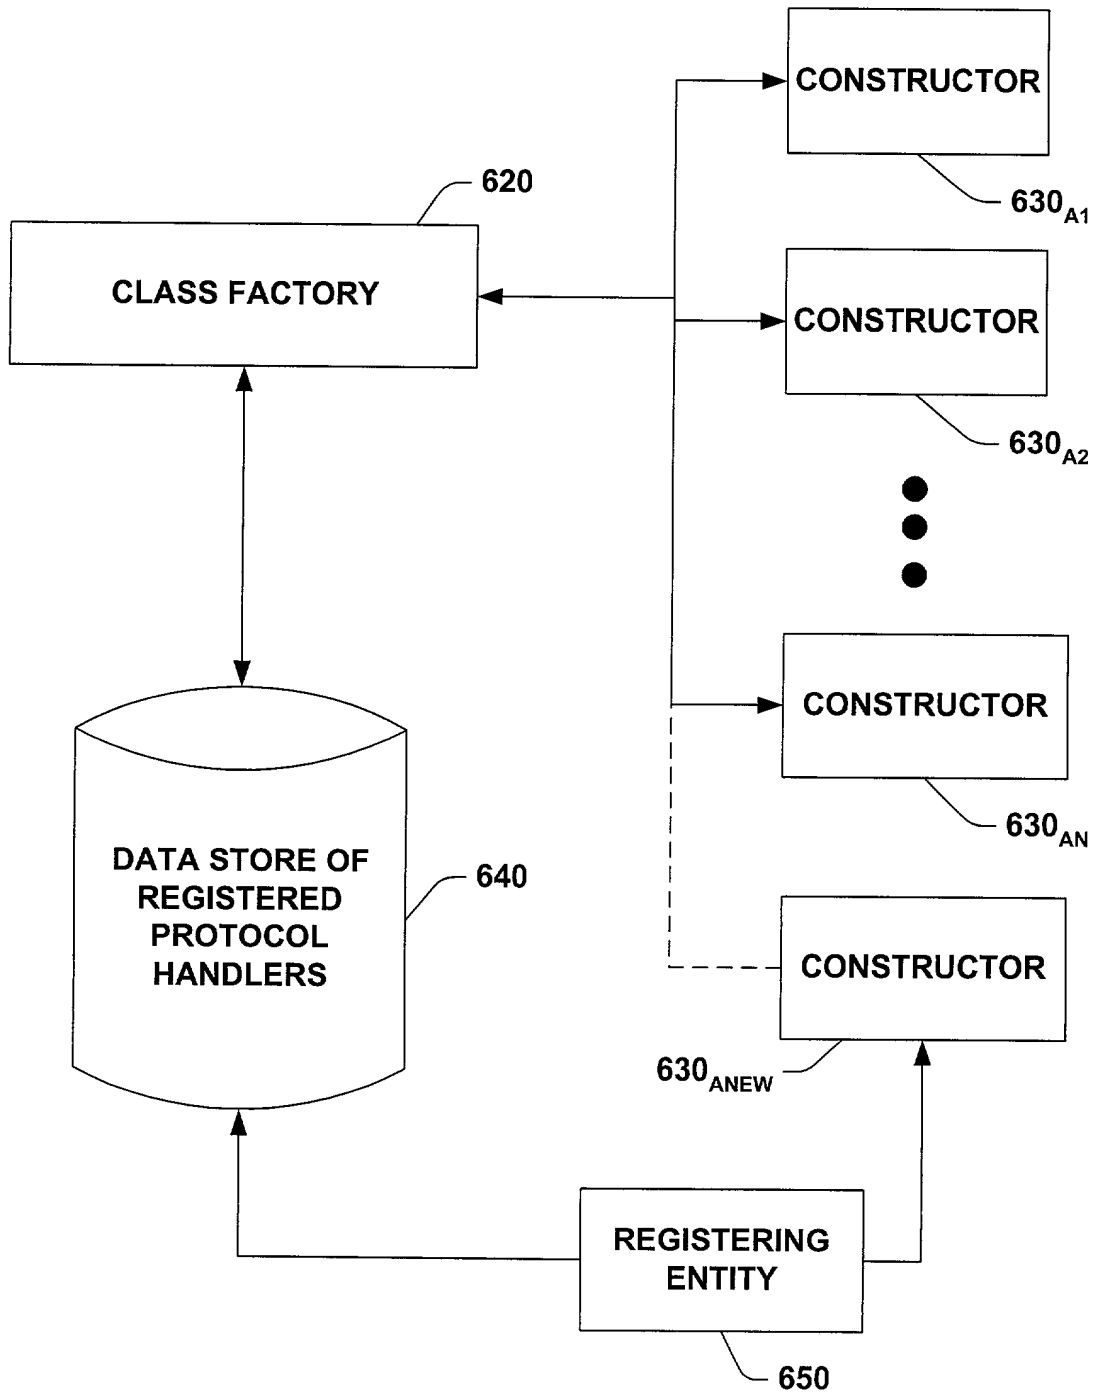 CONSTRUCTOR
630A1
620
CLASS FACTORY
CONSTRUCTOR
630A2
CONSTRUCTOR
630AN
DATA STORE OF
REGISTERED
PROTOCOL
HANDLERS
640
CONSTRUCTOR
630ANEW
REGISTERING
ENTITY
650